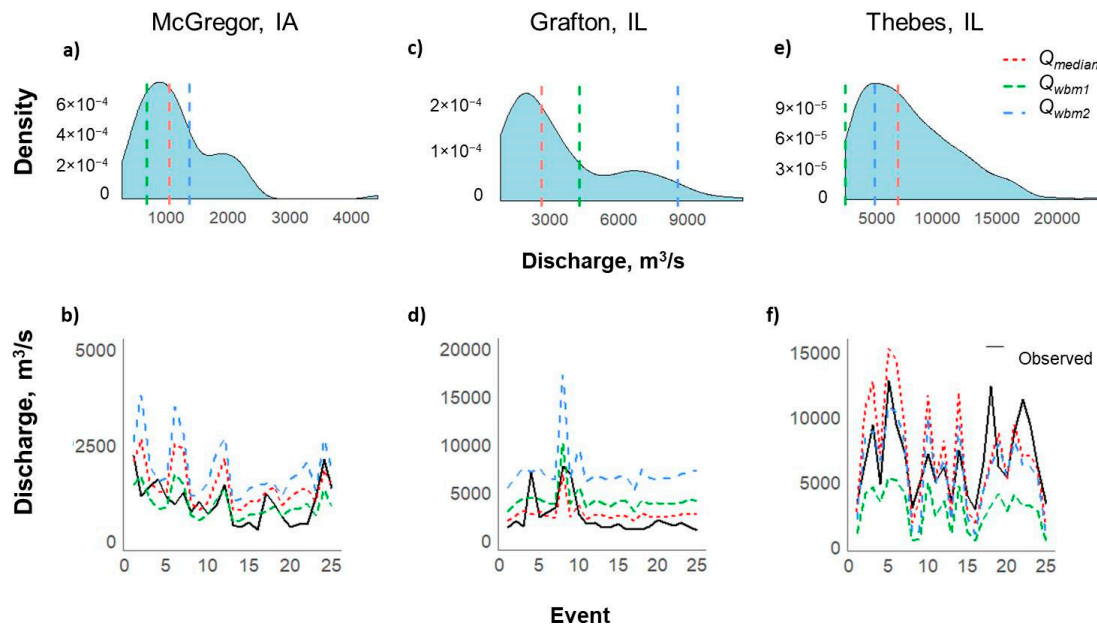 McGregor, IA
Grafton, IL
Thebes, IL
a)
c)
e)
Q_median
Q_wbm1
Q_wbm2
Density
6×10⁻⁴
4×10⁻⁴
2×10⁻⁴
0
1000 2000 3000 4000
2×10⁻⁴
1×10⁻⁴
0
3000 6000 9000
9×10⁻⁵
6×10⁻⁵
3×10⁻⁵
0
5000 10000 15000 20000
Discharge, m³/s
b)
d)
f)
Discharge, m³/s
5000
2500
0
0 5 10 15 20 25
20000
15000
10000
5000
0
0 5 10 15 20 25
15000
10000
5000
0
0 5 10 15 20 25
Observed
Event